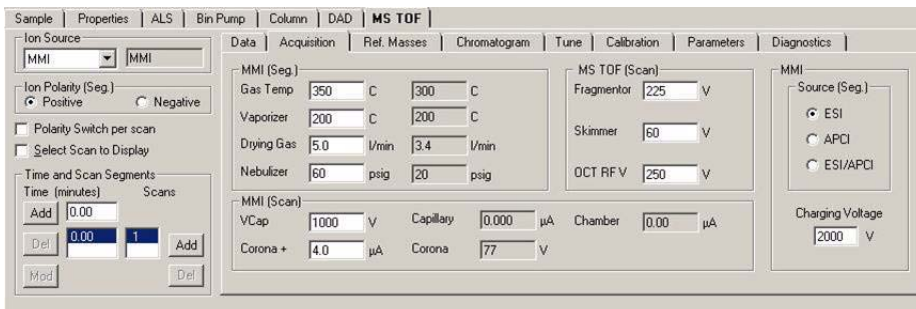 Sample Properties ALS Bin Pump Column DAD MS TOF
Ion Source
MMI MMI
Ion Polarity (Seg.)
Positive Negative
Polarity Switch per scan
Select Scan to Display
Time and Scan Segments
Time (minutes) Scans
Add 0.00
Del 0.00 1 Add
Mod Del
Data Acquisition Ref. Masses Chromatogram Tune Calibration Parameters Diagnostics
MMI (Seg.)
Gas Temp 350 C 300 C
Vaporizer 200 C 200 C
Drying Gas 5.0 l/min 3.4 l/min
Nebulizer 60 psig 20 psig
MS TOF (Scan)
Fragmentor 225 V
Skimmer 60 V
OCT RF V 250 V
MMI (Scan)
VCap 1000 V Capillary 0.000 µA Chamber 0.00 µA
Corona + 4.0 µA Corona 77 V
MMI
Source (Seg.)
ESI
APCI
ESI/APCI
Charging Voltage
2000 V